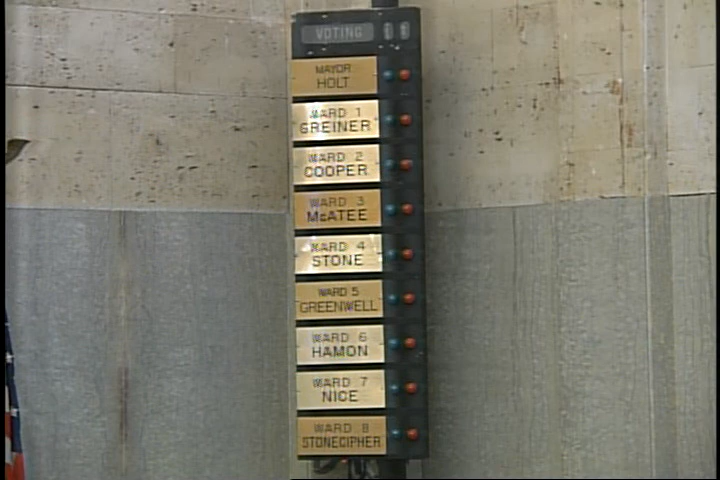 VOTING
MAYOR
HOLT
WARD 1
GREINER
WARD 2
COOPER
WARD 3
McATEE
WARD 4
STONE
WARD 5
GREENWELL
WARD 6
HAMON
WARD 7
NICE
WARD 8
STONECIPHER